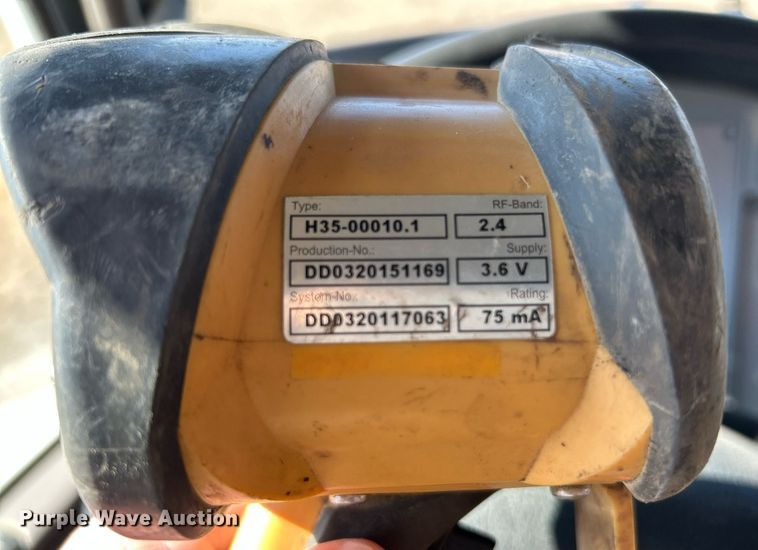 Type: RF-Band:
H35-00010.1 2.4
Production-No.: Supply:
DD0320151169 3.6 V
System-No.: Rating:
DD0320117063 75 mA
Purple Wave Auction